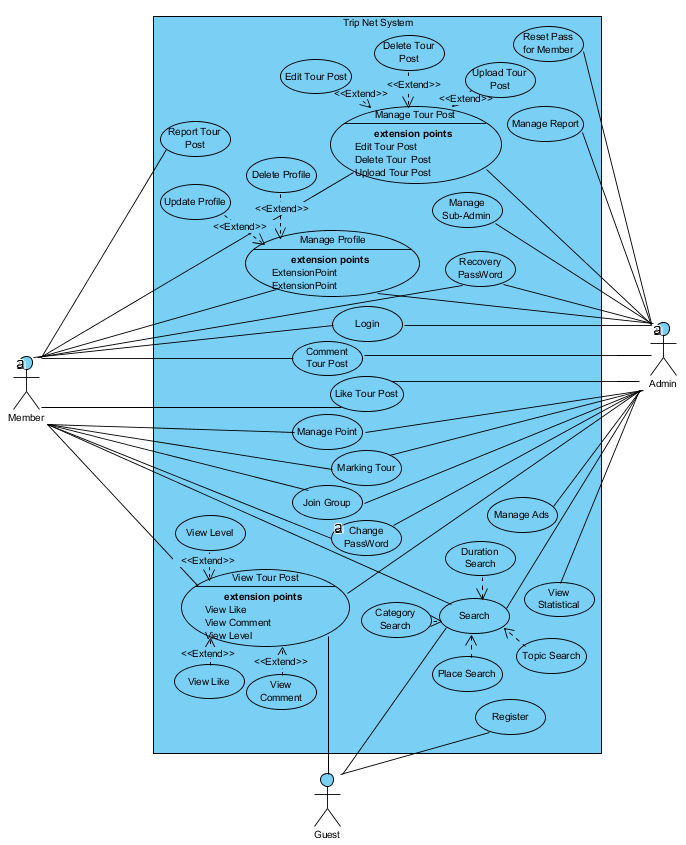 Trip Net System
Delete Tour
Post
Reset Pass
for Member
Edit Tour Post
<<Extend>>
Upload Tour
Post
<<Extend>>
<<Extend>>
Manage Tour Post
extension points
Edit Tour Post
Delete Tour Post
Upload Tour Post
Manage Report
Report Tour
Post
Delete Profile
Update Profile
<<Extend>>
<<Extend>>
Manage
Sub-Admin
Manage Profile
extension points
ExtensionPoint
ExtensionPoint
Recovery
PassWord
Login
a
Admin
a
Member
Comment
Tour Post
Like Tour Post
Manage Point
Marking Tour
Join Group
a
Change
PassWord
Manage Ads
View Level
<<Extend>>
Duration
Search
View Tour Post
extension points
View Like
View Comment
View Level
Category
Search
Search
View
Statistical
<<Extend>>
<<Extend>>
Topic Search
View Like
View
Comment
Place Search
Register
Guest